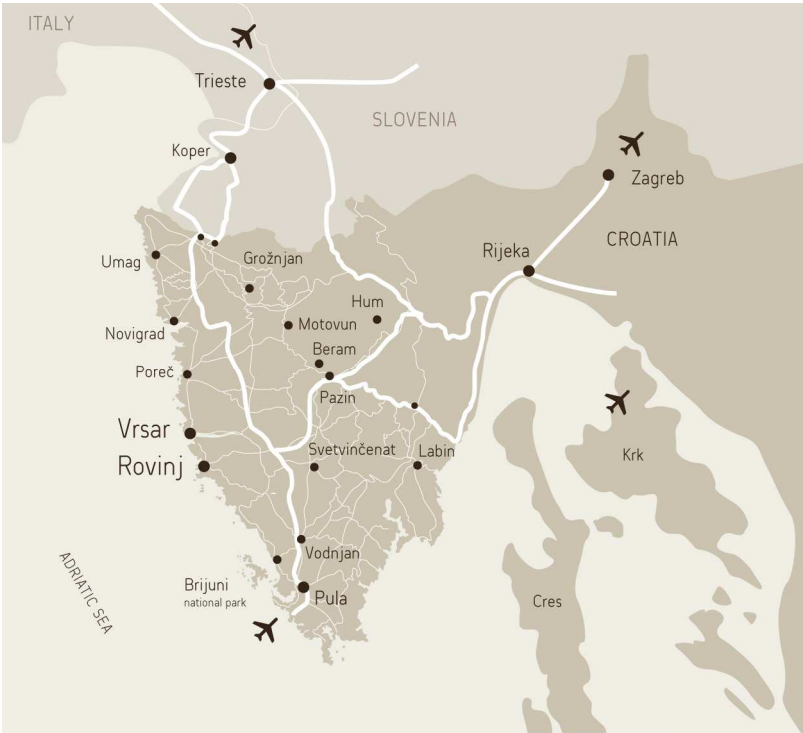 ITALY
Trieste
SLOVENIA
Koper
Zagreb
CROATIA
Rijeka
Umag
Grožnjan
Hum
Novigrad
Motovun
Beram
Poreč
Pazin
Vrsar
Svetvinčenat
Labin
Krk
Rovinj
Vodnjan
ADRIATIC SEA
Brijuni
national park
Pula
Cres